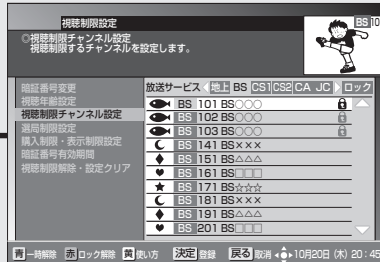 視聴制限設定
BS 10
◎視聴制限チャンネル設定
視聴制限するチャンネルを設定します。
暗証番号変更
視聴年齢設定
視聴制限チャンネル設定
選局制限設定
購入制限・表示制限設定
暗証番号有効期間
視聴制限解除・設定クリア
放送サービス 地上 BS CS1 CS2 CA JC ロック
BS 101 BS○○○
BS 102 BS○○○
BS 103 BS○○○
BS 141 BS×××
BS 151 BS△△△
BS 161 BS□□□
BS 171 BS☆☆☆
BS 181 BS×××
BS 191 BS△△△
BS 201 BS□□□
青 一時解除 赤 ロック解除 黄 使い方 決定 登録 戻る 取消 10月20日 (木) 20:45